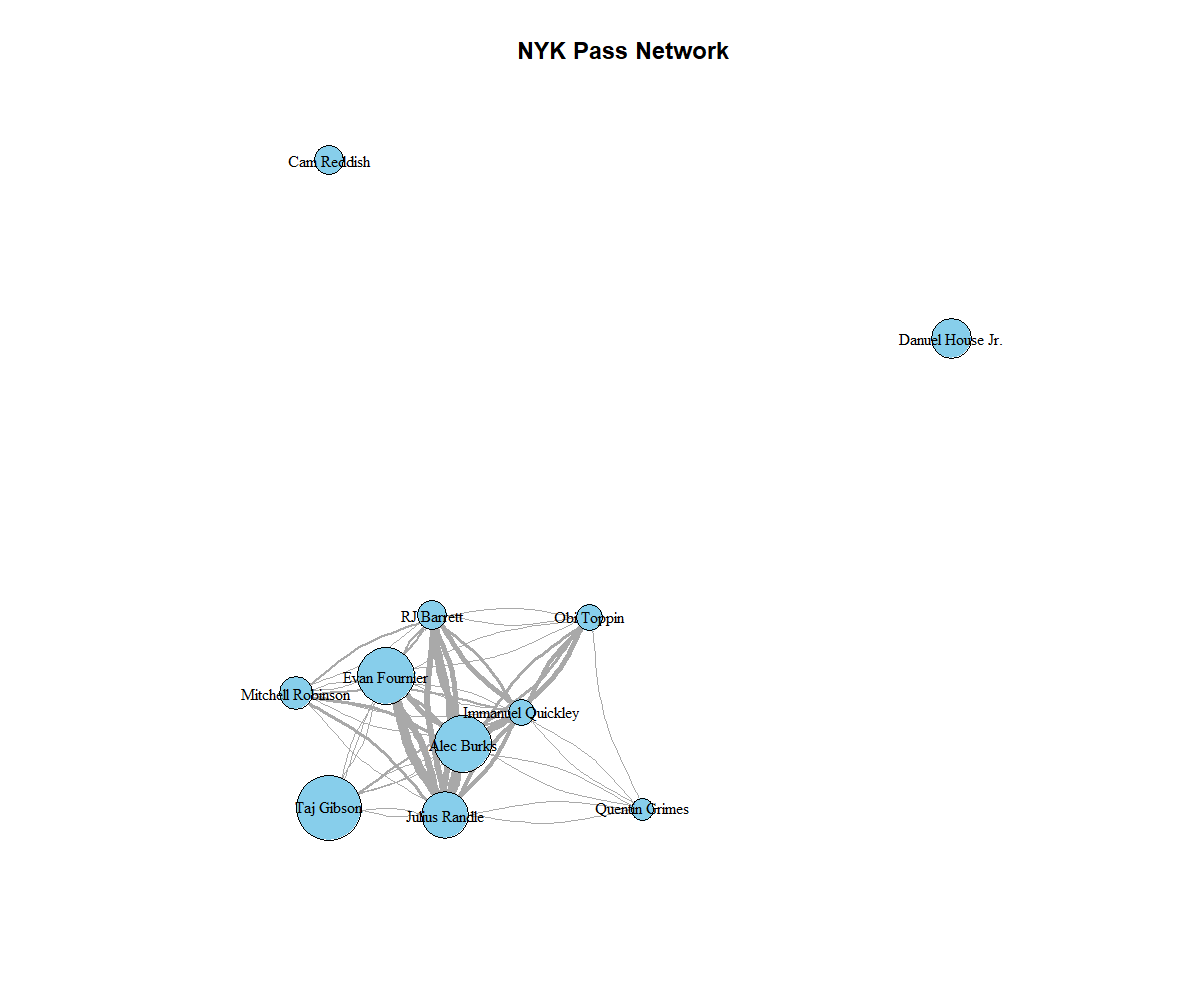 NYK Pass Network
Cam Reddish
Danuel House Jr.
RJ Barrett
Obi Toppin
Evan Fournier
Mitchell Robinson
Immanuel Quickley
Alec Burks
Taj Gibson
Julius Randle
Quentin Grimes